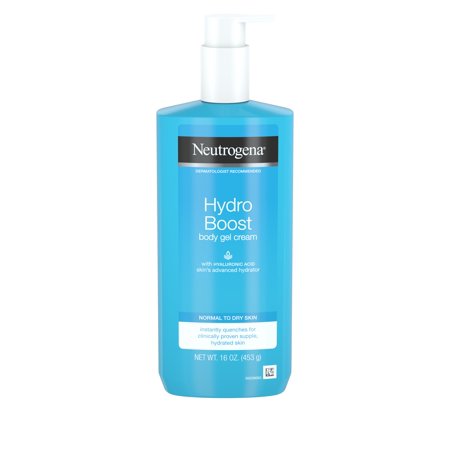 Neutrogena®
DERMATOLOGIST RECOMMENDED
Hydro
Boost
body gel cream
with HYALURONIC ACID
skin's advanced hydrator
NORMAL TO DRY SKIN
instantly quenches for
clinically proven supple,
hydrated skin
NET WT. 16 OZ. (453 g)